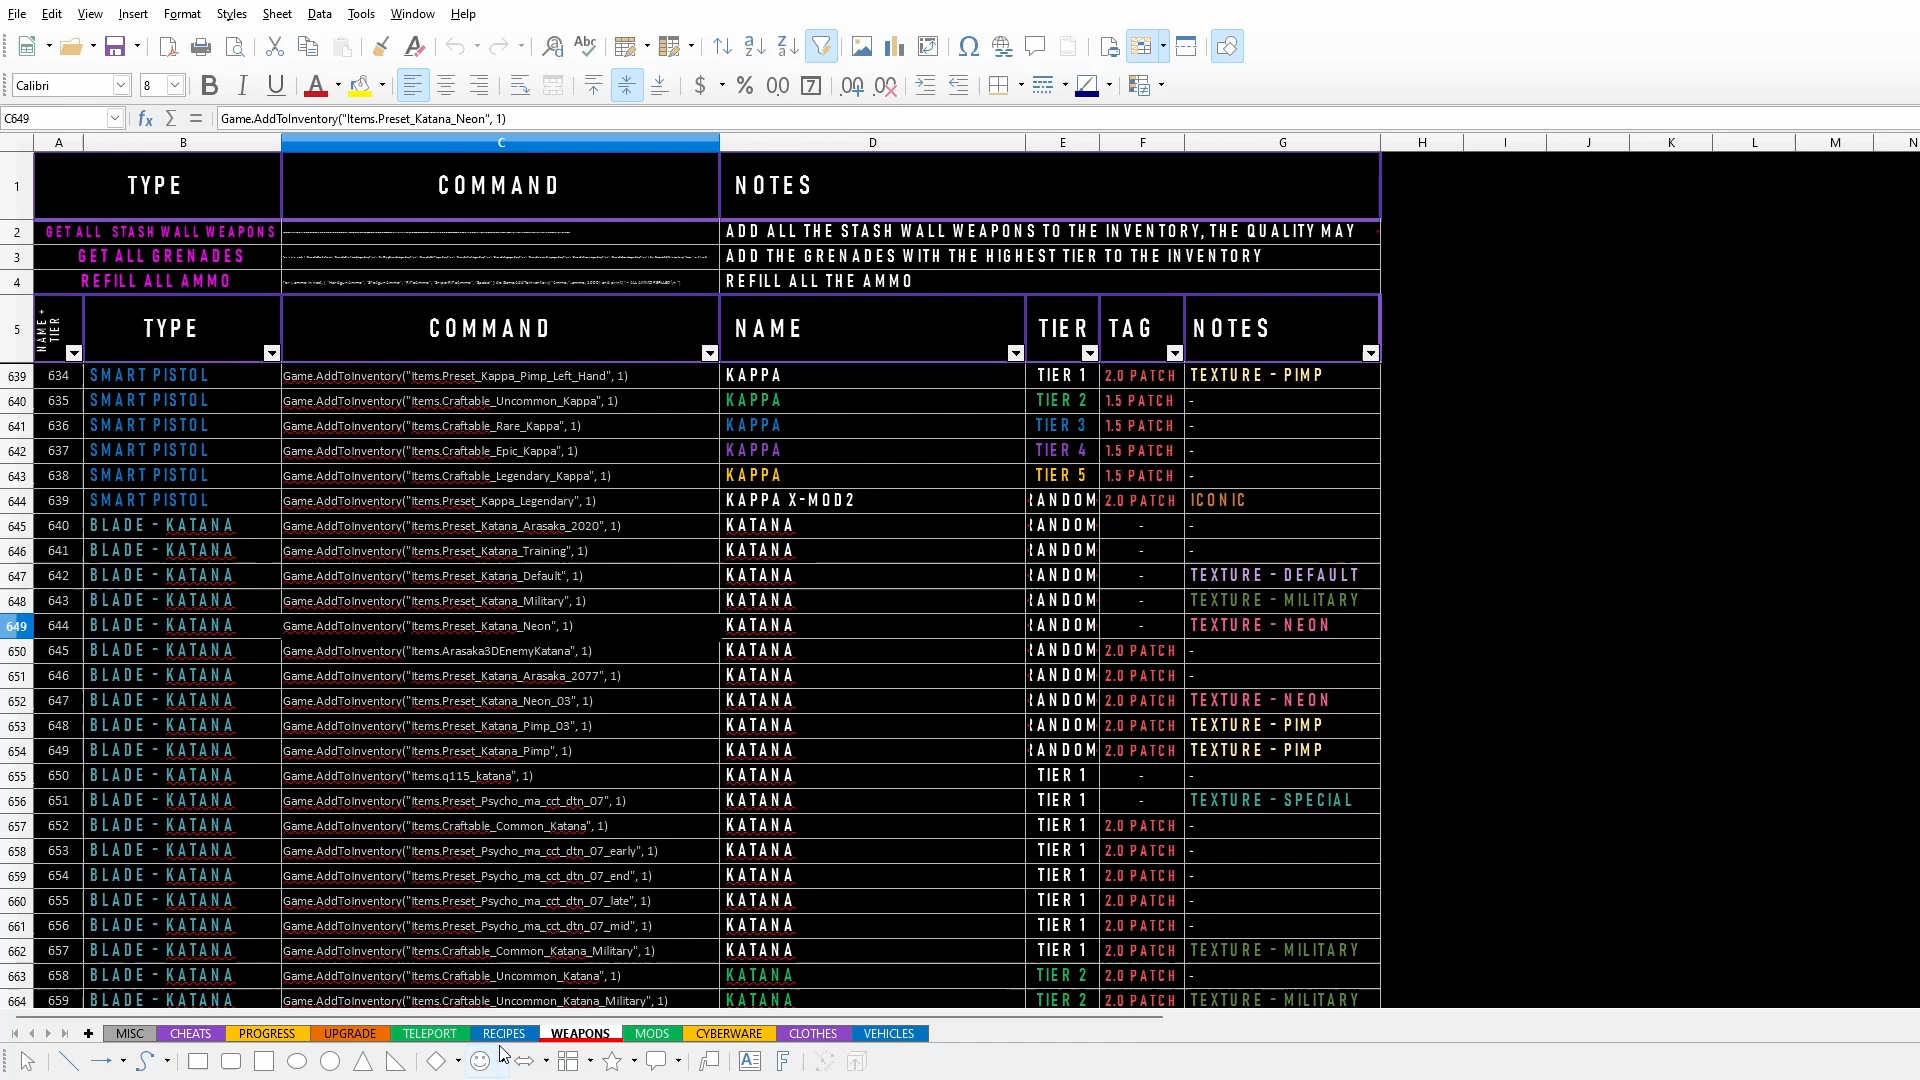 File Edit View Insert Format Styles Sheet Data Tools Window Help
Calibri 8
C649 Game.AddToInventory("Items.Preset_Katana_Neon", 1)
A B C D E F G H I J K L M N
1 TYPE COMMAND NOTES
2 GET ALL STASH WALL WEAPONS ADD ALL THE STASH WALL WEAPONS TO THE INVENTORY, THE QUALITY MAY
3 GET ALL GRENADES ADD THE GRENADES WITH THE HIGHEST TIER TO THE INVENTORY
4 REFILL ALL AMMO REFILL ALL THE AMMO
5 NAME + TIER TYPE COMMAND NAME TIER TAG NOTES
639 634 SMART PISTOL Game.AddToInventory("Items.Preset_Kappa_Pimp_Left_Hand", 1) KAPPA TIER 1 2.0 PATCH TEXTURE - PIMP
640 635 SMART PISTOL Game.AddToInventory("Items.Craftable_Uncommon_Kappa", 1) KAPPA TIER 2 1.5 PATCH -
641 636 SMART PISTOL Game.AddToInventory("Items.Craftable_Rare_Kappa", 1) KAPPA TIER 3 1.5 PATCH -
642 637 SMART PISTOL Game.AddToInventory("Items.Craftable_Epic_Kappa", 1) KAPPA TIER 4 1.5 PATCH -
643 638 SMART PISTOL Game.AddToInventory("Items.Craftable_Legendary_Kappa", 1) KAPPA TIER 5 1.5 PATCH -
644 639 SMART PISTOL Game.AddToInventory("Items.Preset_Kappa_Legendary", 1) KAPPA X-MOD2 RANDOM 2.0 PATCH ICONIC
645 640 BLADE - KATANA Game.AddToInventory("Items.Preset_Katana_Arasaka_2020", 1) KATANA RANDOM - -
646 641 BLADE - KATANA Game.AddToInventory("Items.Preset_Katana_Training", 1) KATANA RANDOM - -
647 642 BLADE - KATANA Game.AddToInventory("Items.Preset_Katana_Default", 1) KATANA RANDOM - TEXTURE - DEFAULT
648 643 BLADE - KATANA Game.AddToInventory("Items.Preset_Katana_Military", 1) KATANA RANDOM - TEXTURE - MILITARY
649 644 BLADE - KATANA Game.AddToInventory("Items.Preset_Katana_Neon", 1) KATANA RANDOM - TEXTURE - NEON
650 645 BLADE - KATANA Game.AddToInventory("Items.Arasaka3DEnemyKatana", 1) KATANA RANDOM 2.0 PATCH -
651 646 BLADE - KATANA Game.AddToInventory("Items.Preset_Katana_Arasaka_2077", 1) KATANA RANDOM 2.0 PATCH -
652 647 BLADE - KATANA Game.AddToInventory("Items.Preset_Katana_Neon_03", 1) KATANA RANDOM 2.0 PATCH TEXTURE - NEON
653 648 BLADE - KATANA Game.AddToInventory("Items.Preset_Katana_Pimp_03", 1) KATANA RANDOM 2.0 PATCH TEXTURE - PIMP
654 649 BLADE - KATANA Game.AddToInventory("Items.Preset_Katana_Pimp", 1) KATANA RANDOM 2.0 PATCH TEXTURE - PIMP
655 650 BLADE - KATANA Game.AddToInventory("Items.q115_katana", 1) KATANA TIER 1 - -
656 651 BLADE - KATANA Game.AddToInventory("Items.Preset_Psycho_ma_cct_dtn_07", 1) KATANA TIER 1 - TEXTURE - SPECIAL
657 652 BLADE - KATANA Game.AddToInventory("Items.Craftable_Common_Katana", 1) KATANA TIER 1 2.0 PATCH -
658 653 BLADE - KATANA Game.AddToInventory("Items.Preset_Psycho_ma_cct_dtn_07_early", 1) KATANA TIER 1 2.0 PATCH -
659 654 BLADE - KATANA Game.AddToInventory("Items.Preset_Psycho_ma_cct_dtn_07_end", 1) KATANA TIER 1 2.0 PATCH -
660 655 BLADE - KATANA Game.AddToInventory("Items.Preset_Psycho_ma_cct_dtn_07_late", 1) KATANA TIER 1 2.0 PATCH -
661 656 BLADE - KATANA Game.AddToInventory("Items.Preset_Psycho_ma_cct_dtn_07_mid", 1) KATANA TIER 1 2.0 PATCH -
662 657 BLADE - KATANA Game.AddToInventory("Items.Craftable_Common_Katana_Military", 1) KATANA TIER 1 2.0 PATCH TEXTURE - MILITARY
663 658 BLADE - KATANA Game.AddToInventory("Items.Craftable_Uncommon_Katana", 1) KATANA TIER 2 2.0 PATCH -
664 659 BLADE - KATANA Game.AddToInventory("Items.Craftable_Uncommon_Katana_Military", 1) KATANA TIER 2 2.0 PATCH TEXTURE - MILITARY
MISC CHEATS PROGRESS UPGRADE TELEPORT RECIPES WEAPONS MODS CYBERWARE CLOTHES VEHICLES